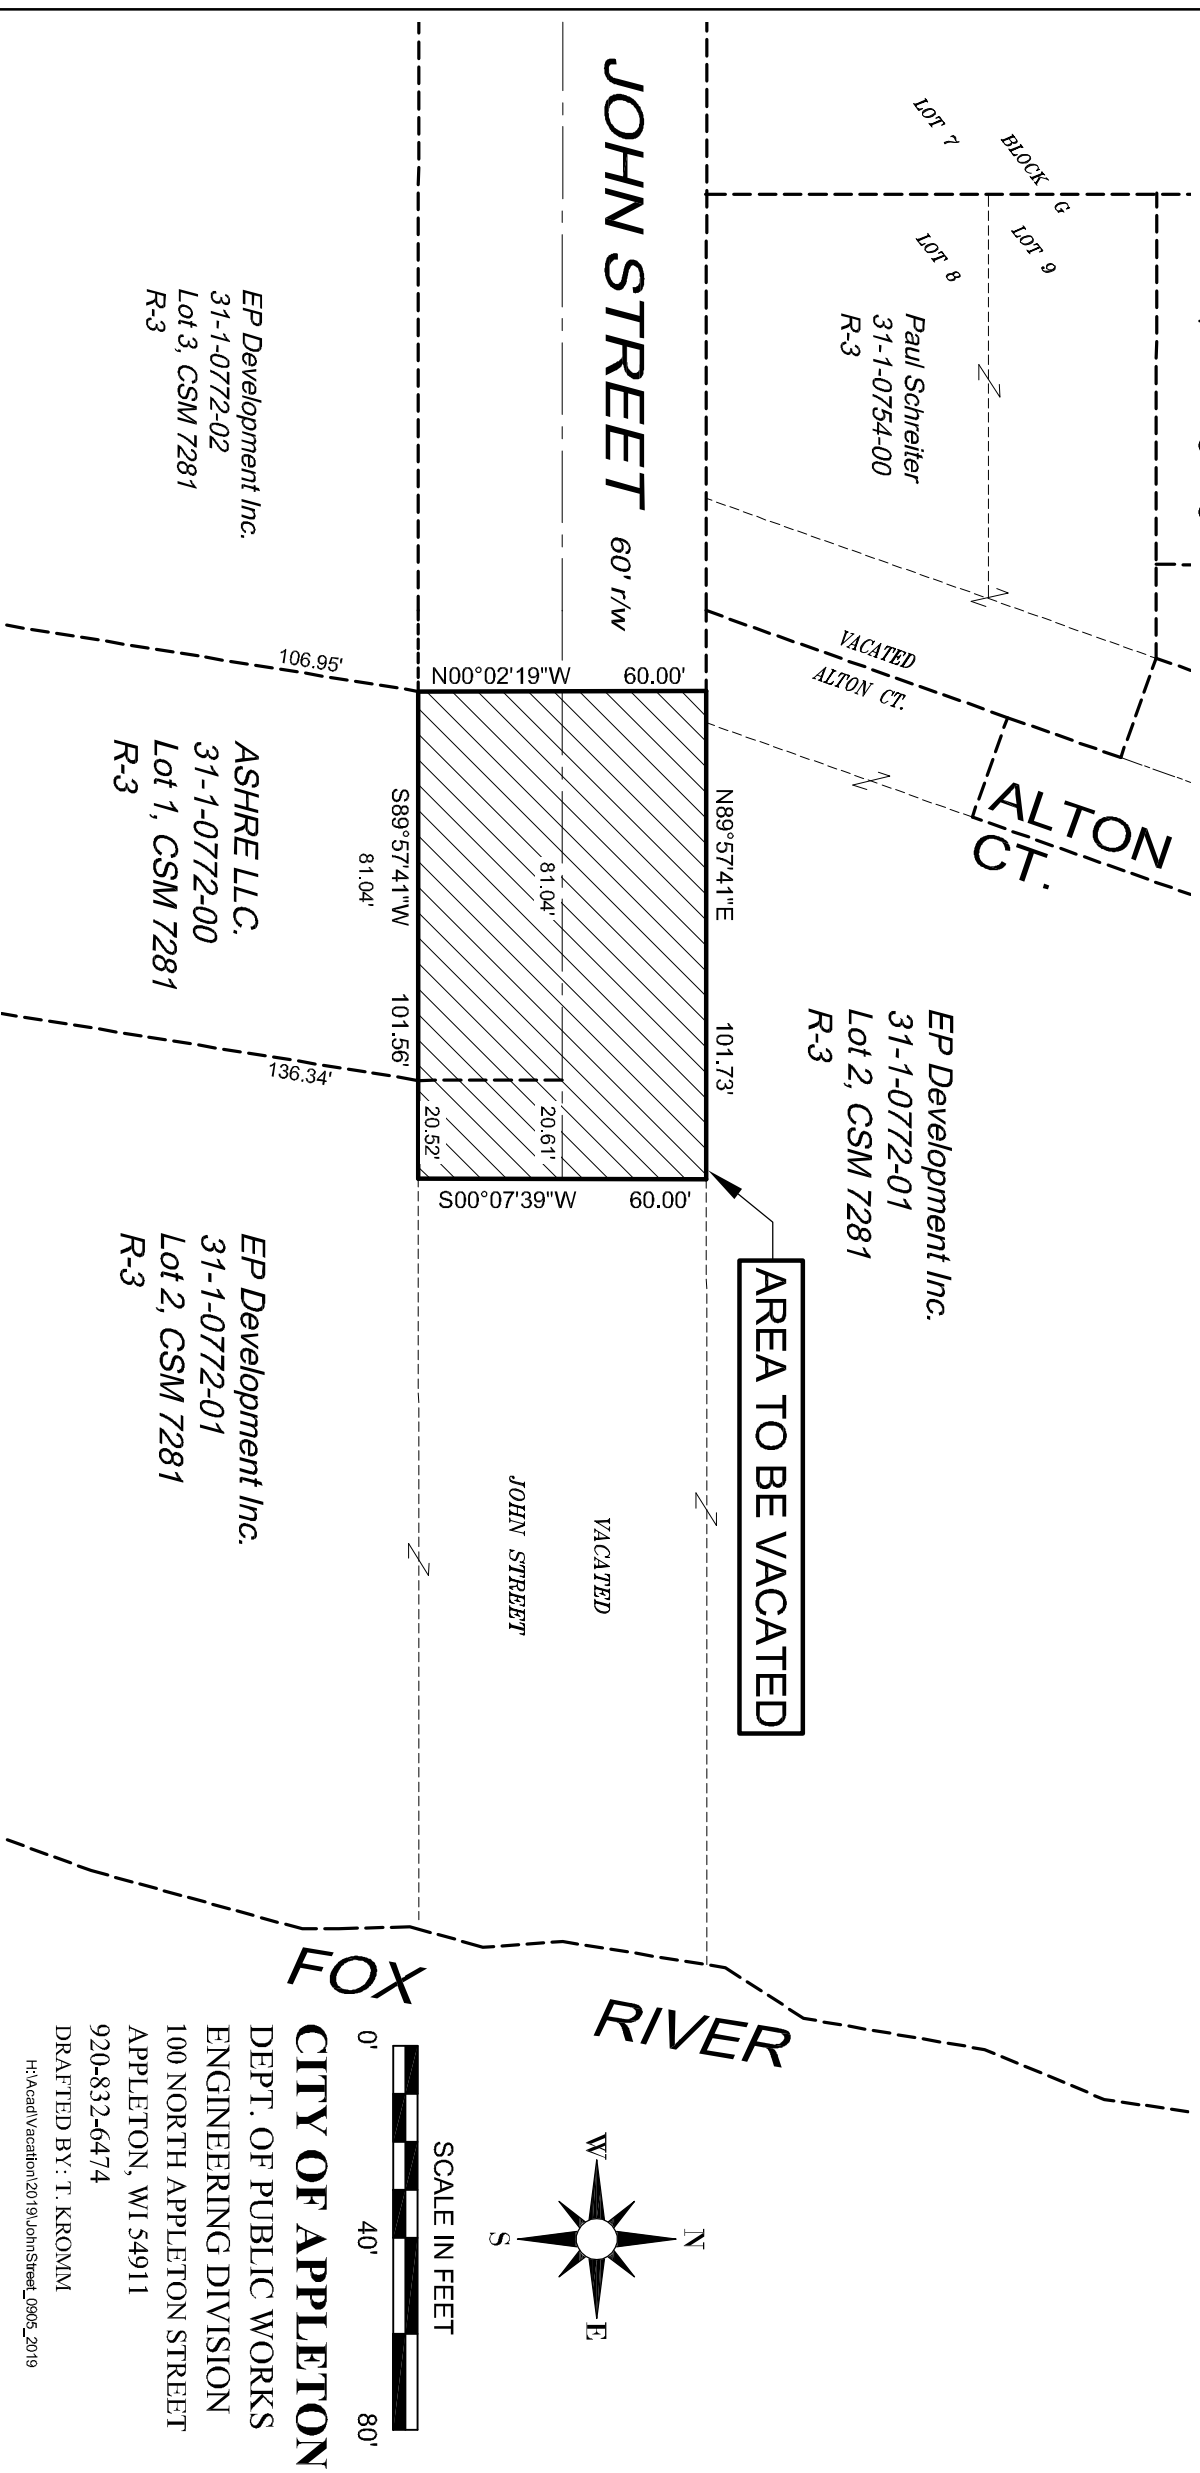 JOHN STREET 60' r/w
LOT 7
BLOCK G
LOT 9
LOT 8
Paul Schreiter
31-1-0754-00
R-3
VACATED
ALTON CT.
ALTON
CT.
EP Development Inc.
31-1-0772-02
Lot 3, CSM 7281
R-3
106.95'
N00°02'19"W 60.00'
N89°57'41"E 101.73'
81.04'
S89°57'41"W 101.56'
81.04'
20.61'
20.52'
S00°07'39"W 60.00'
136.34'
ASHRE LLC.
31-1-0772-00
Lot 1, CSM 7281
R-3
EP Development Inc.
31-1-0772-01
Lot 2, CSM 7281
R-3
AREA TO BE VACATED
EP Development Inc.
31-1-0772-01
Lot 2, CSM 7281
R-3
VACATED
JOHN STREET
FOX
RIVER
N
W
E
S
SCALE IN FEET
0' 40' 80'
CITY OF APPLETON
DEPT. OF PUBLIC WORKS
ENGINEERING DIVISION
100 NORTH APPLETON STREET
APPLETON, WI 54911
920-832-6474
DRAFTED BY: T. KROMM
H:\Acad\Vacation\2019\JohnStreet_0905_2019